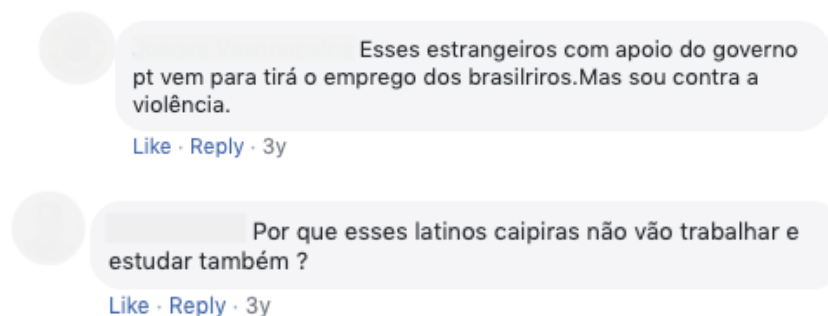 Esses estrangeiros com apoio do governo
pt vem para tirá o emprego dos brasilriros.Mas sou contra a
violência.
Like · Reply · 3y
Por que esses latinos caipiras não vão trabalhar e
estudar também ?
Like · Reply · 3y